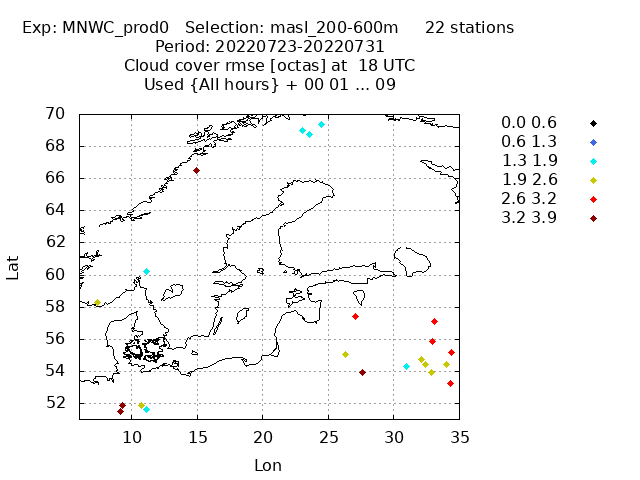 Exp: MNWC_prod0   Selection: masl_200-600m     22 stations
Period: 20220723-20220731
Cloud cover rmse [octas] at  18 UTC
Used {All hours} + 00 01 ... 09
70
68
66
64
62
60
58
56
54
52
Lat
10 15 20 25 30 35
Lon
0.0 0.6
0.6 1.3
1.3 1.9
1.9 2.6
2.6 3.2
3.2 3.9